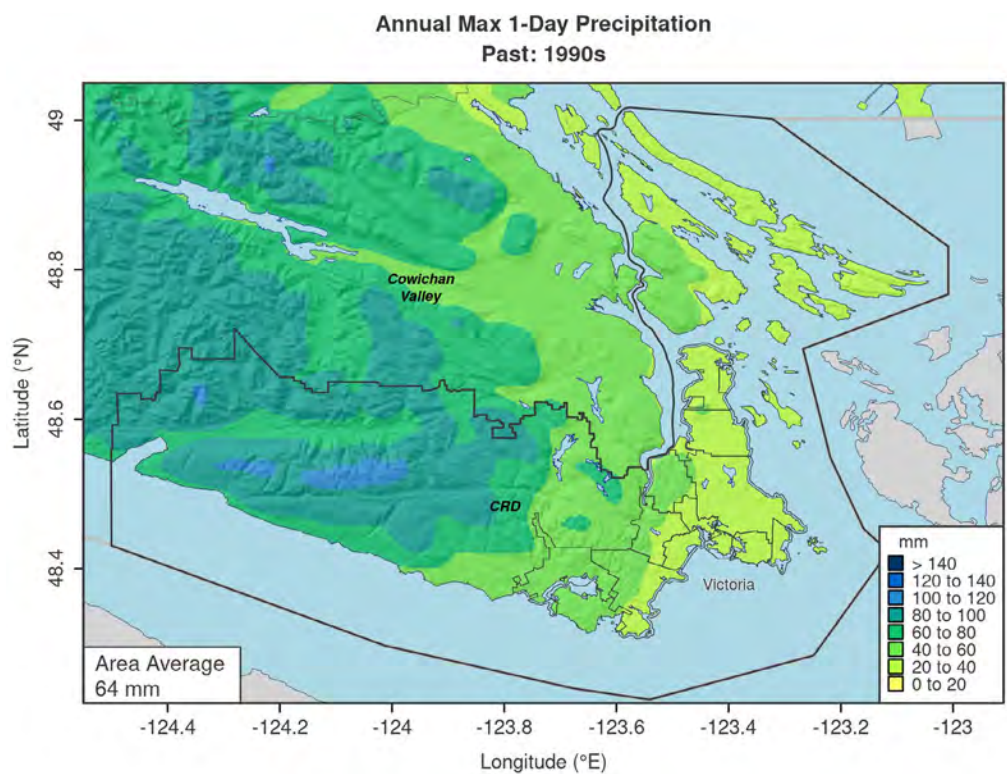 Annual Max 1-Day Precipitation
Past: 1990s
Latitude (°N)
49
48.8
48.6
48.4
Cowichan
Valley
CRD
Victoria
mm
> 140
120 to 140
100 to 120
80 to 100
60 to 80
40 to 60
20 to 40
0 to 20
Area Average
64 mm
-124.4
-124.2
-124
-123.8
-123.6
-123.4
-123.2
-123
Longitude (°E)